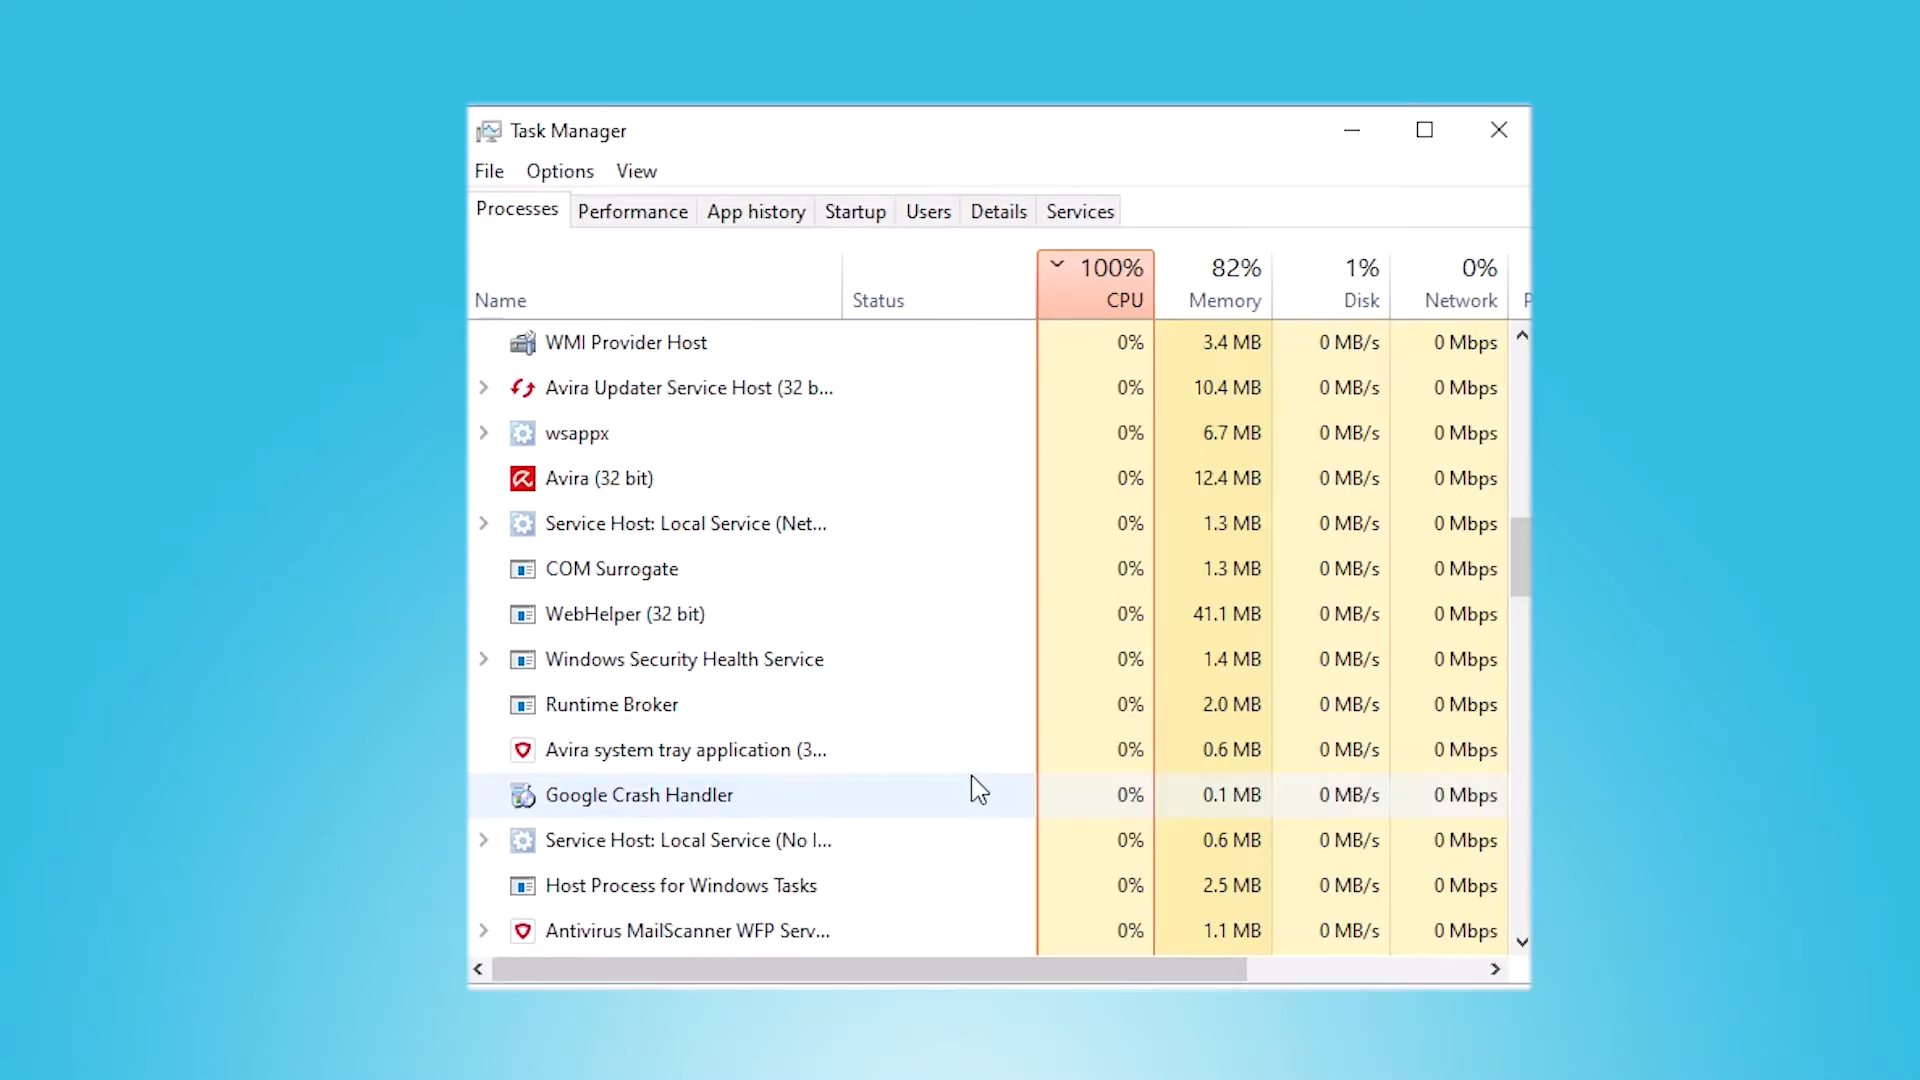 Task Manager
File Options View
Processes Performance App history Startup Users Details Services
100% 82% 1% 0%
Name Status CPU Memory Disk Network P
WMI Provider Host 0% 3.4 MB 0 MB/s 0 Mbps
Avira Updater Service Host (32 b... 0% 10.4 MB 0 MB/s 0 Mbps
wsappx 0% 6.7 MB 0 MB/s 0 Mbps
Avira (32 bit) 0% 12.4 MB 0 MB/s 0 Mbps
Service Host: Local Service (Net... 0% 1.3 MB 0 MB/s 0 Mbps
COM Surrogate 0% 1.3 MB 0 MB/s 0 Mbps
WebHelper (32 bit) 0% 41.1 MB 0 MB/s 0 Mbps
Windows Security Health Service 0% 1.4 MB 0 MB/s 0 Mbps
Runtime Broker 0% 2.0 MB 0 MB/s 0 Mbps
Avira system tray application (3... 0% 0.6 MB 0 MB/s 0 Mbps
Google Crash Handler 0% 0.1 MB 0 MB/s 0 Mbps
Service Host: Local Service (No I... 0% 0.6 MB 0 MB/s 0 Mbps
Host Process for Windows Tasks 0% 2.5 MB 0 MB/s 0 Mbps
Antivirus MailScanner WFP Serv... 0% 1.1 MB 0 MB/s 0 Mbps